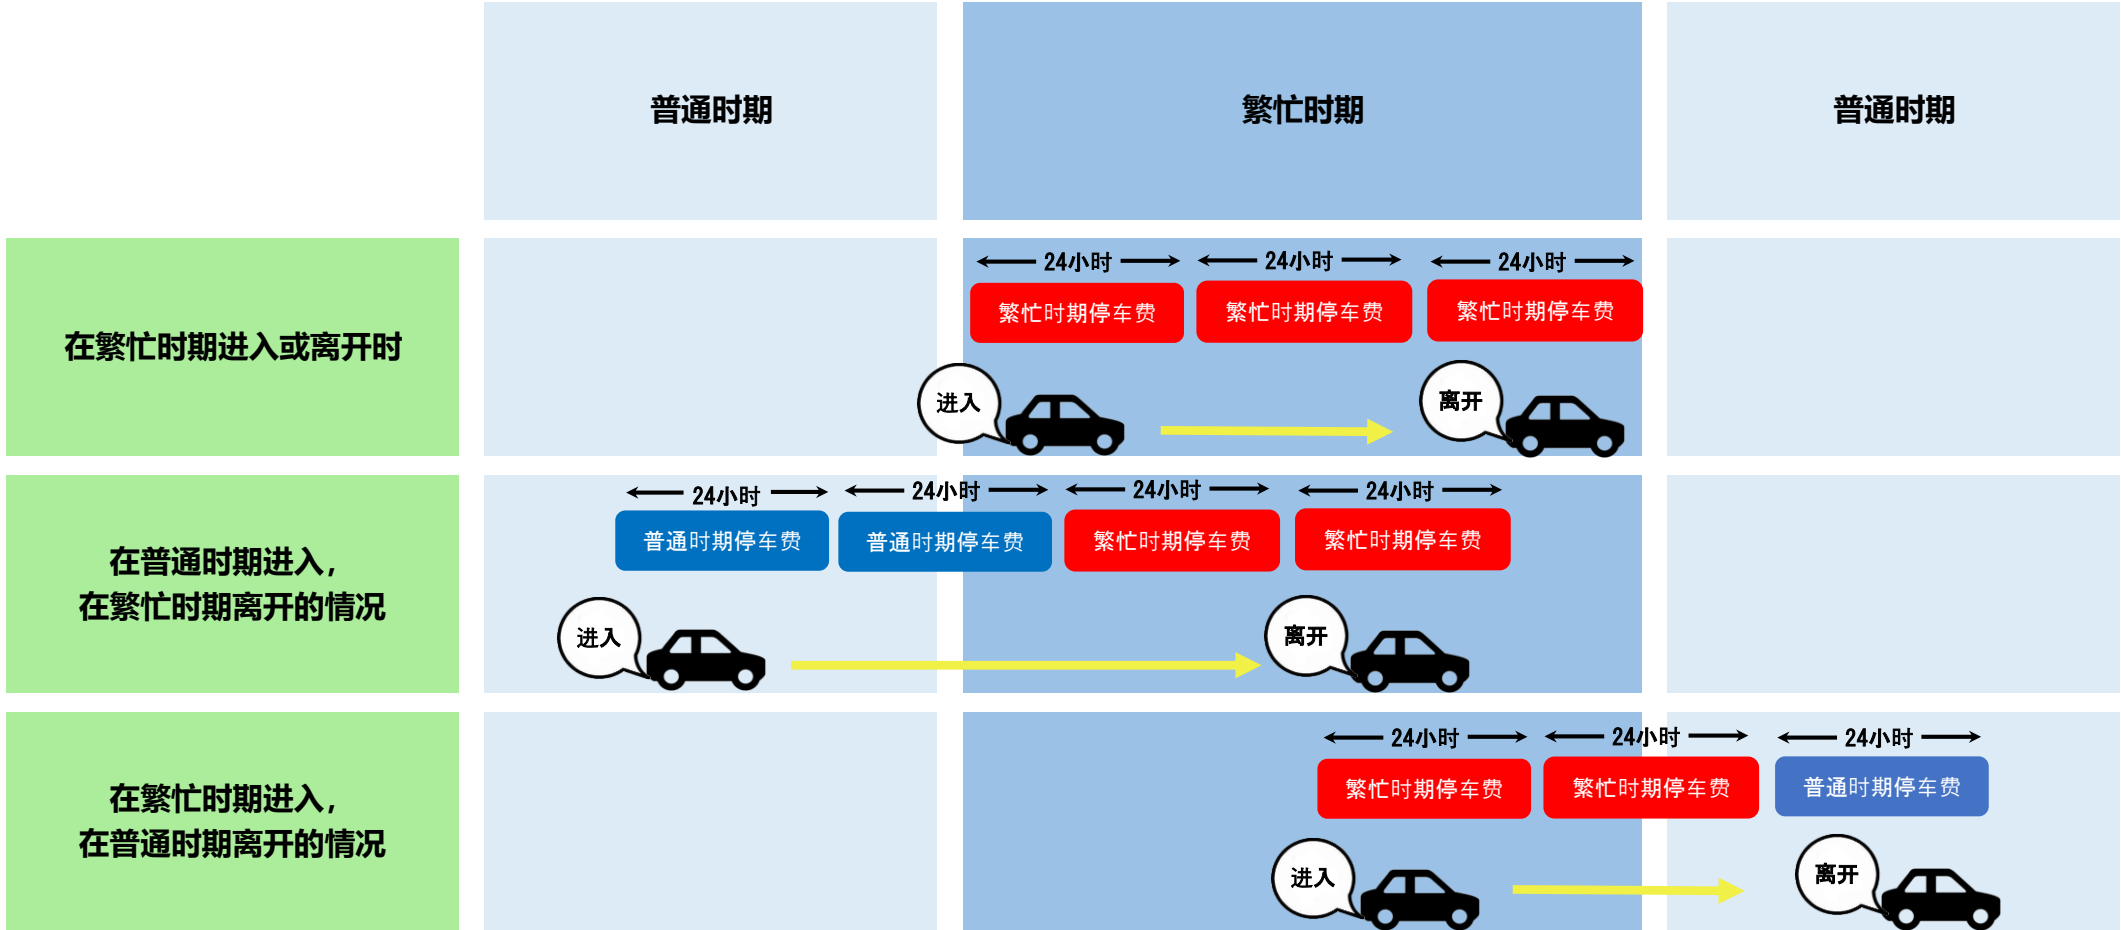 普通时期
繁忙时期
普通时期
在繁忙时期进入或离开时
24小时
24小时
24小时
繁忙时期停车费
繁忙时期停车费
繁忙时期停车费
进入
离开
在普通时期进入，
在繁忙时期离开的情况
24小时
24小时
24小时
24小时
普通时期停车费
普通时期停车费
繁忙时期停车费
繁忙时期停车费
进入
离开
在繁忙时期进入，
在普通时期离开的情况
24小时
24小时
24小时
繁忙时期停车费
繁忙时期停车费
普通时期停车费
进入
离开